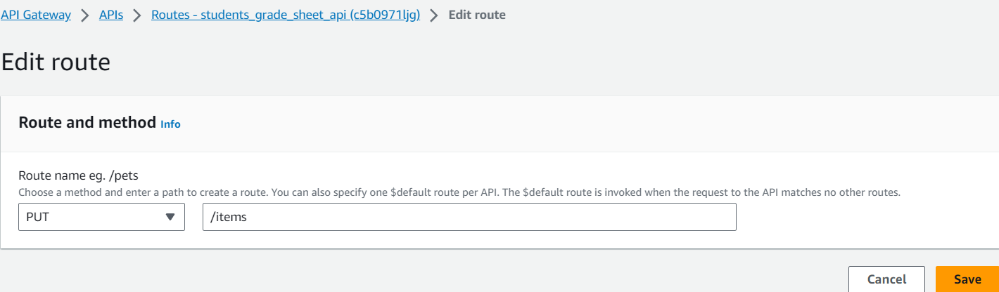 API Gateway > APIs > Routes - students_grade_sheet_api (c5b0971ljg) > Edit route
Edit route
Route and method Info
Route name eg. /pets
Choose a method and enter a path to create a route. You can also specify one $default route per API. The $default route is invoked when the request to the API matches no other routes.
PUT /items
Cancel Save